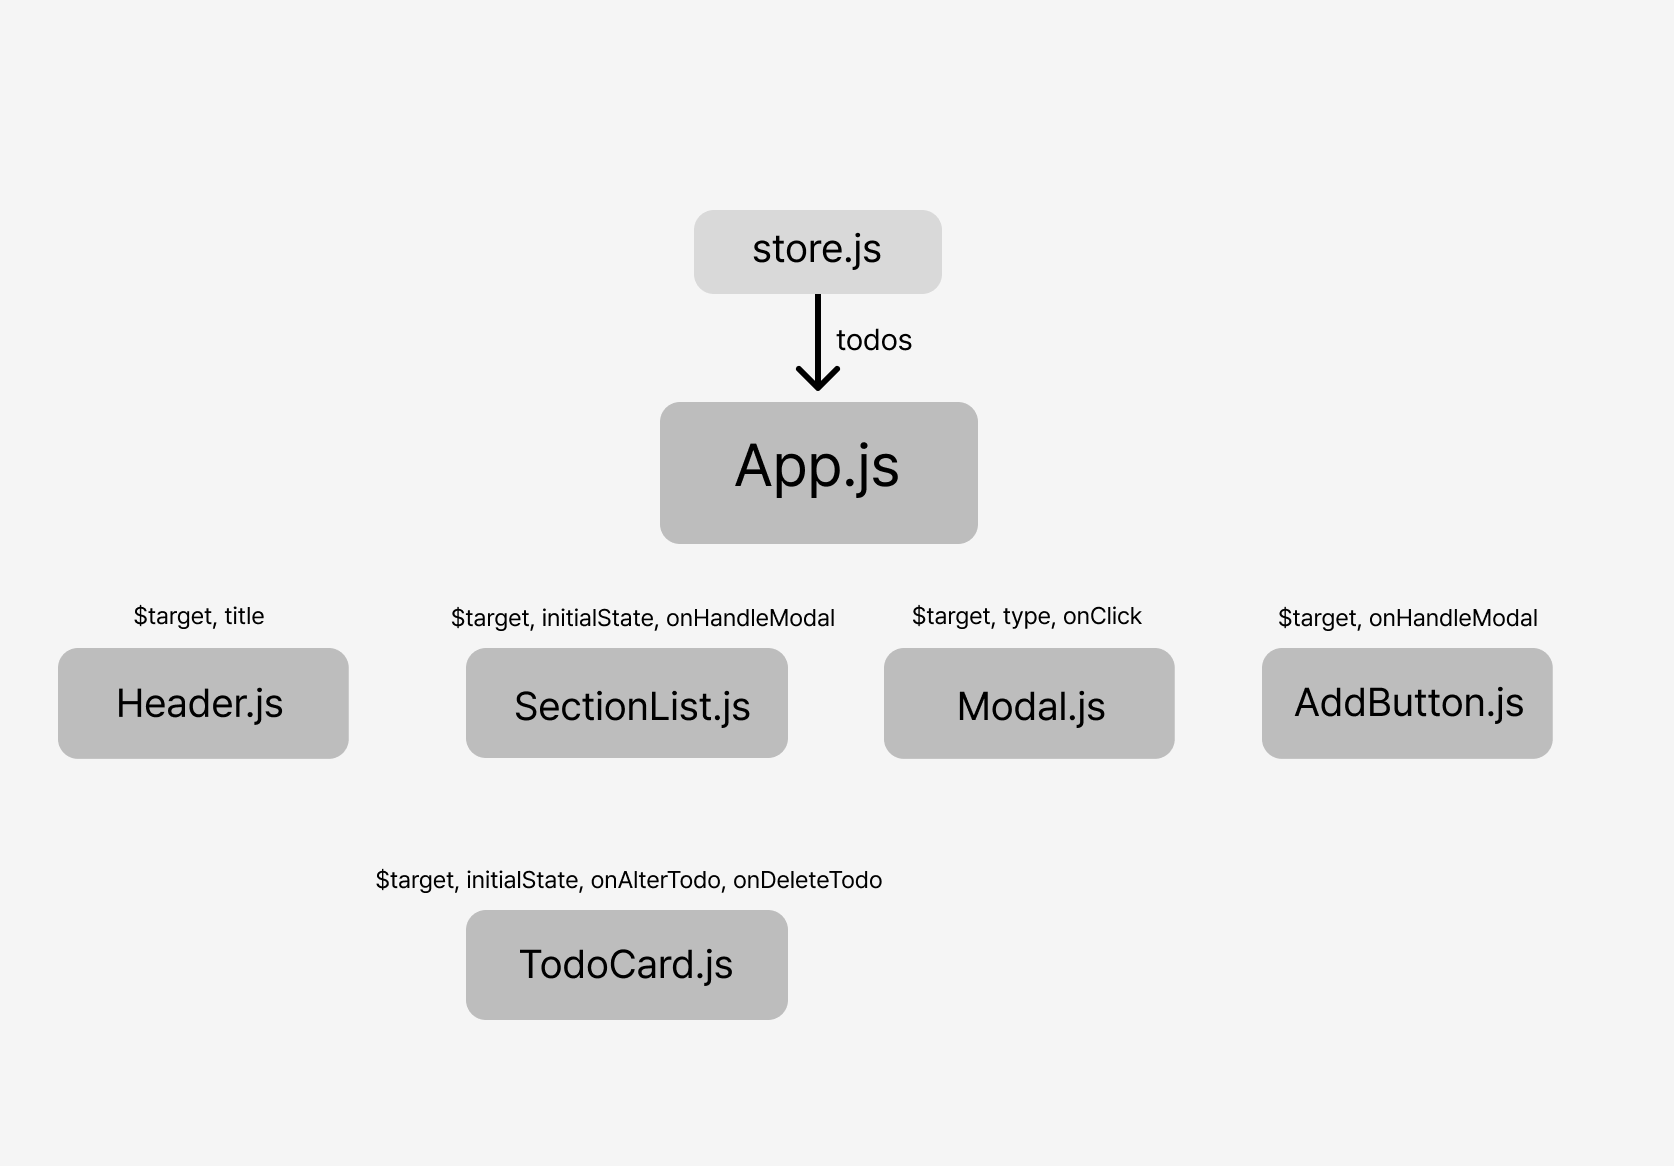 store.js
todos
App.js
$target, title
$target, initialState, onHandleModal
$target, type, onClick
$target, onHandleModal
Header.js
SectionList.js
Modal.js
AddButton.js
$target, initialState, onAlterTodo, onDeleteTodo
TodoCard.js